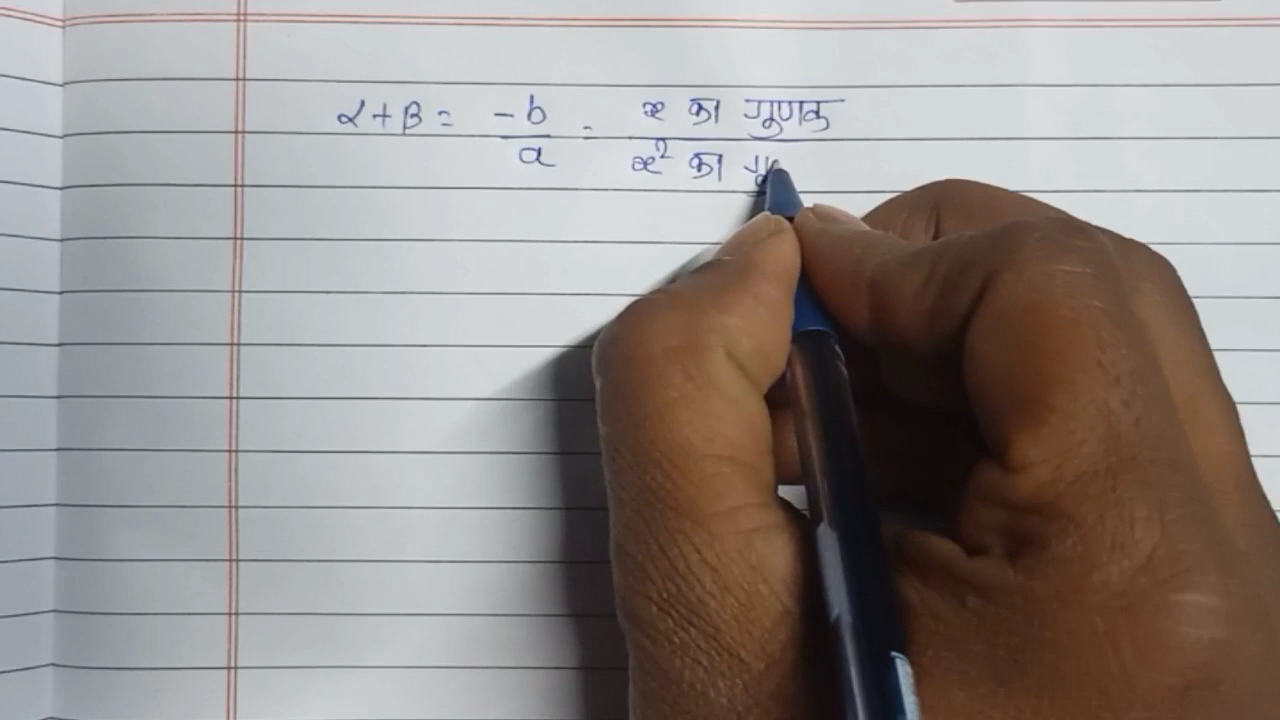 α+β = -b/a = x का गुणक / x² का